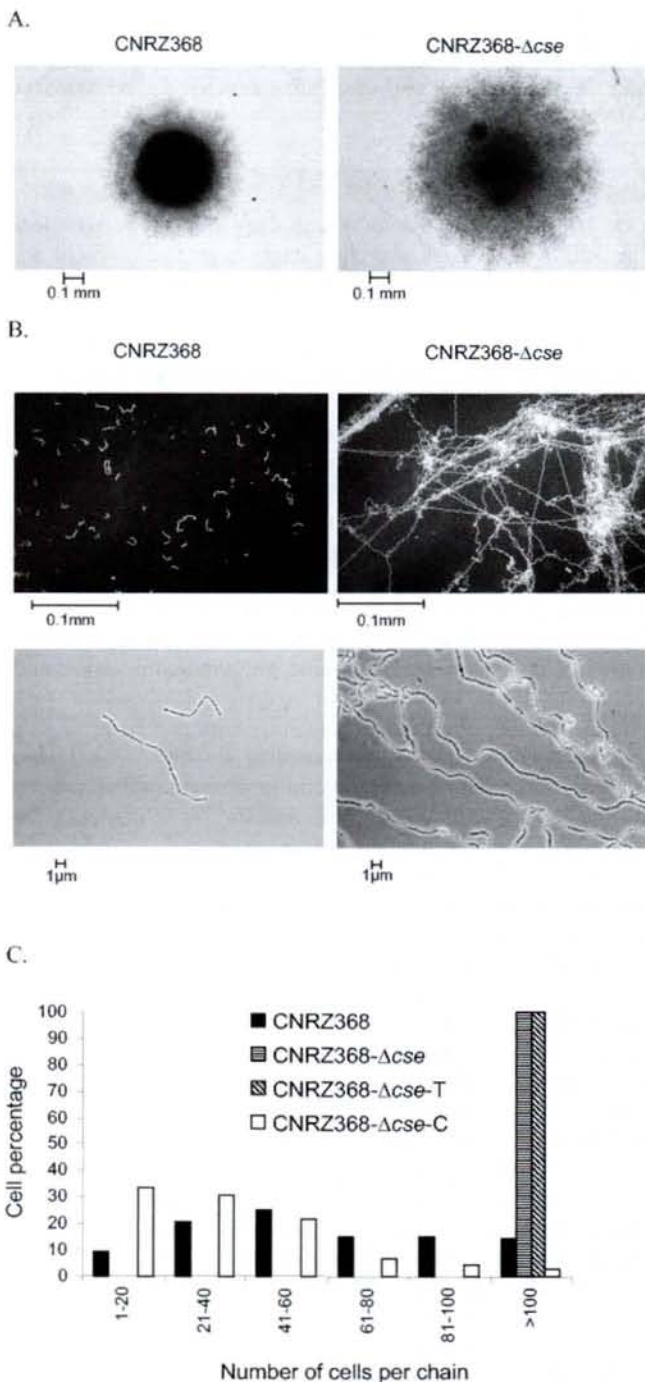 A.
CNRZ368 CNRZ368-Δcse
0.1 mm 0.1 mm
B.
CNRZ368 CNRZ368-Δcse
0.1mm 0.1mm
1µm 1µm
C.
100
90
80
70
60
50
40
30
20
10
0
Cell percentage
CNRZ368
CNRZ368-Δcse
CNRZ368-Δcse-T
CNRZ368-Δcse-C
1-20 21-40 41-60 61-80 81-100 >100
Number of cells per chain